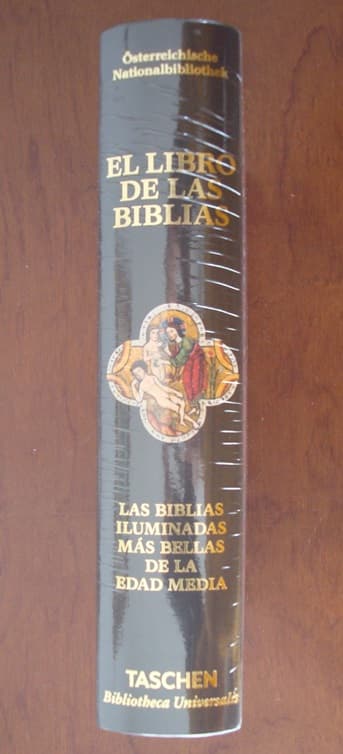 Österreichische
Nationalbibliothek
EL LIBRO
DE LAS
BIBLIAS
LAS BIBLIAS
ILUMINADAS
MÁS BELLAS
DE LA
EDAD MEDIA
TASCHEN
Bibliotheca Universalis